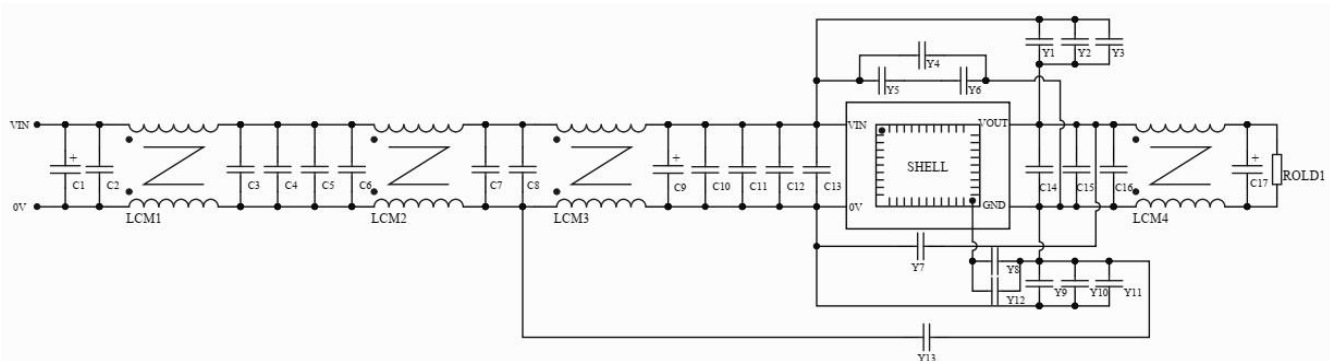 Y1 Y2 Y3
Y4
Y5 Y6
VIN VIN VOUT
+ + +
SHELL
C1 C2 C3 C4 C5 C6 C7 C8 C9 C10 C11 C12 C13 C14 C15 C16 C17 ROLD1
0V 0V GND
LCM1 LCM2 LCM3 LCM4
Y7 Y8
Y12 Y9 Y10 Y11
Y13